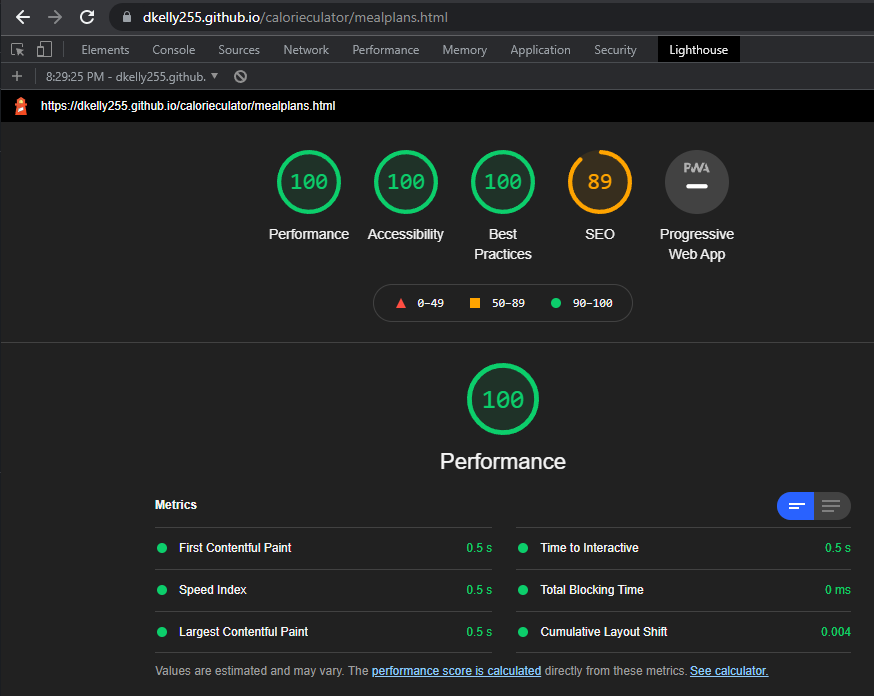 dkelly255.github.io/calorieculator/mealplans.html
Elements Console Sources Network Performance Memory Application Security Lighthouse
8:29:25 PM - dkelly255.github. ▼
https://dkelly255.github.io/calorieculator/mealplans.html
100 100 100 89 PWA
Performance Accessibility Best Practices SEO Progressive Web App
0–49 50–89 90–100
100
Performance
Metrics
First Contentful Paint 0.5 s
Time to Interactive 0.5 s
Speed Index 0.5 s
Total Blocking Time 0 ms
Largest Contentful Paint 0.5 s
Cumulative Layout Shift 0.004
Values are estimated and may vary. The performance score is calculated directly from these metrics. See calculator.